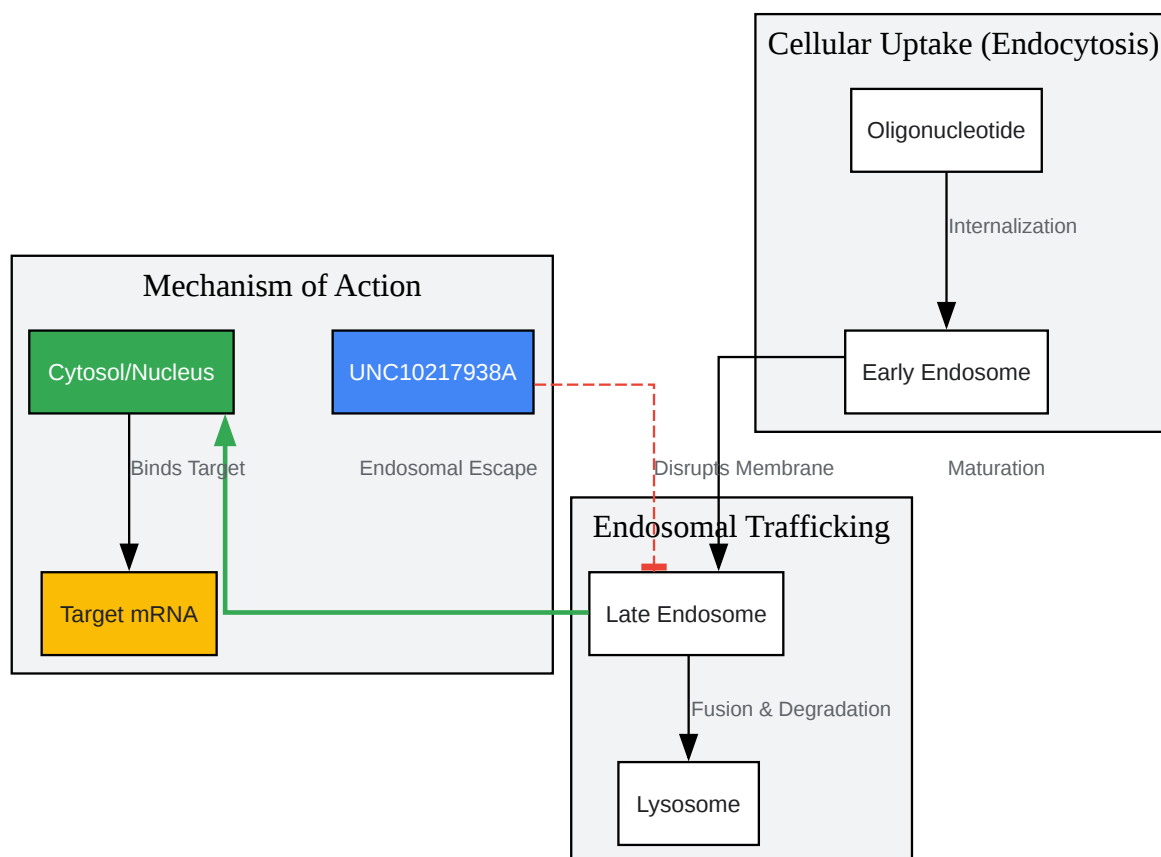 Cellular Uptake (Endocytosis)
Oligonucleotide
Internalization
Mechanism of Action
Cytosol/Nucleus
UNC10217938A
Early Endosome
Binds Target
Endosomal Escape
Disrupts Membrane
Maturation
Endosomal Trafficking
Target mRNA
Late Endosome
Fusion & Degradation
Lysosome